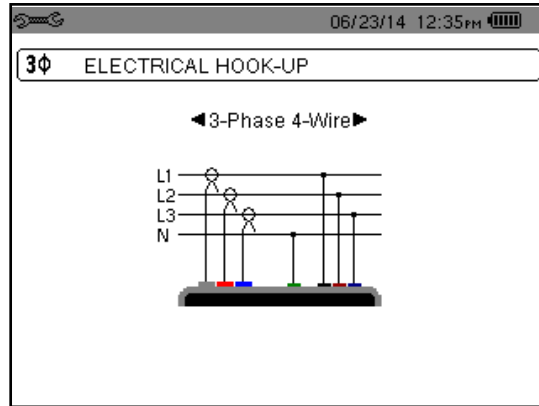 06/23/14 12:35PM
3Φ ELECTRICAL HOOK-UP
◄3-Phase 4-Wire►
L1
L2
L3
N